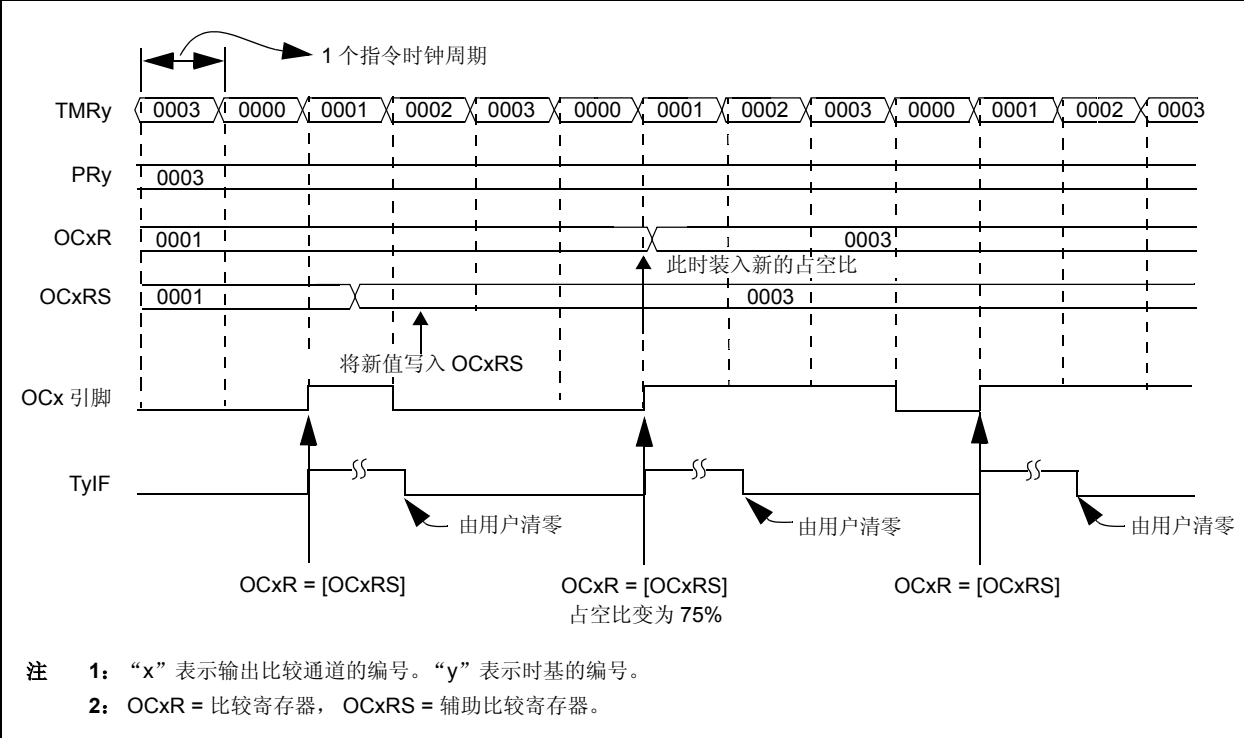 1 个指令时钟周期
TMRy 0003 0000 0001 0002 0003 0000 0001 0002 0003 0000 0001 0002 0003
PRy 0003
OCxR 0001 0003
此时装入新的占空比
OCxRS 0001 0003
将新值写入 OCxRS
OCx 引脚
TyIF
由用户清零 由用户清零 由用户清零
OCxR = [OCxRS] OCxR = [OCxRS] OCxR = [OCxRS]
占空比变为 75%
注 1： “x”表示输出比较通道的编号。“y”表示时基的编号。
2： OCxR = 比较寄存器， OCxRS = 辅助比较寄存器。